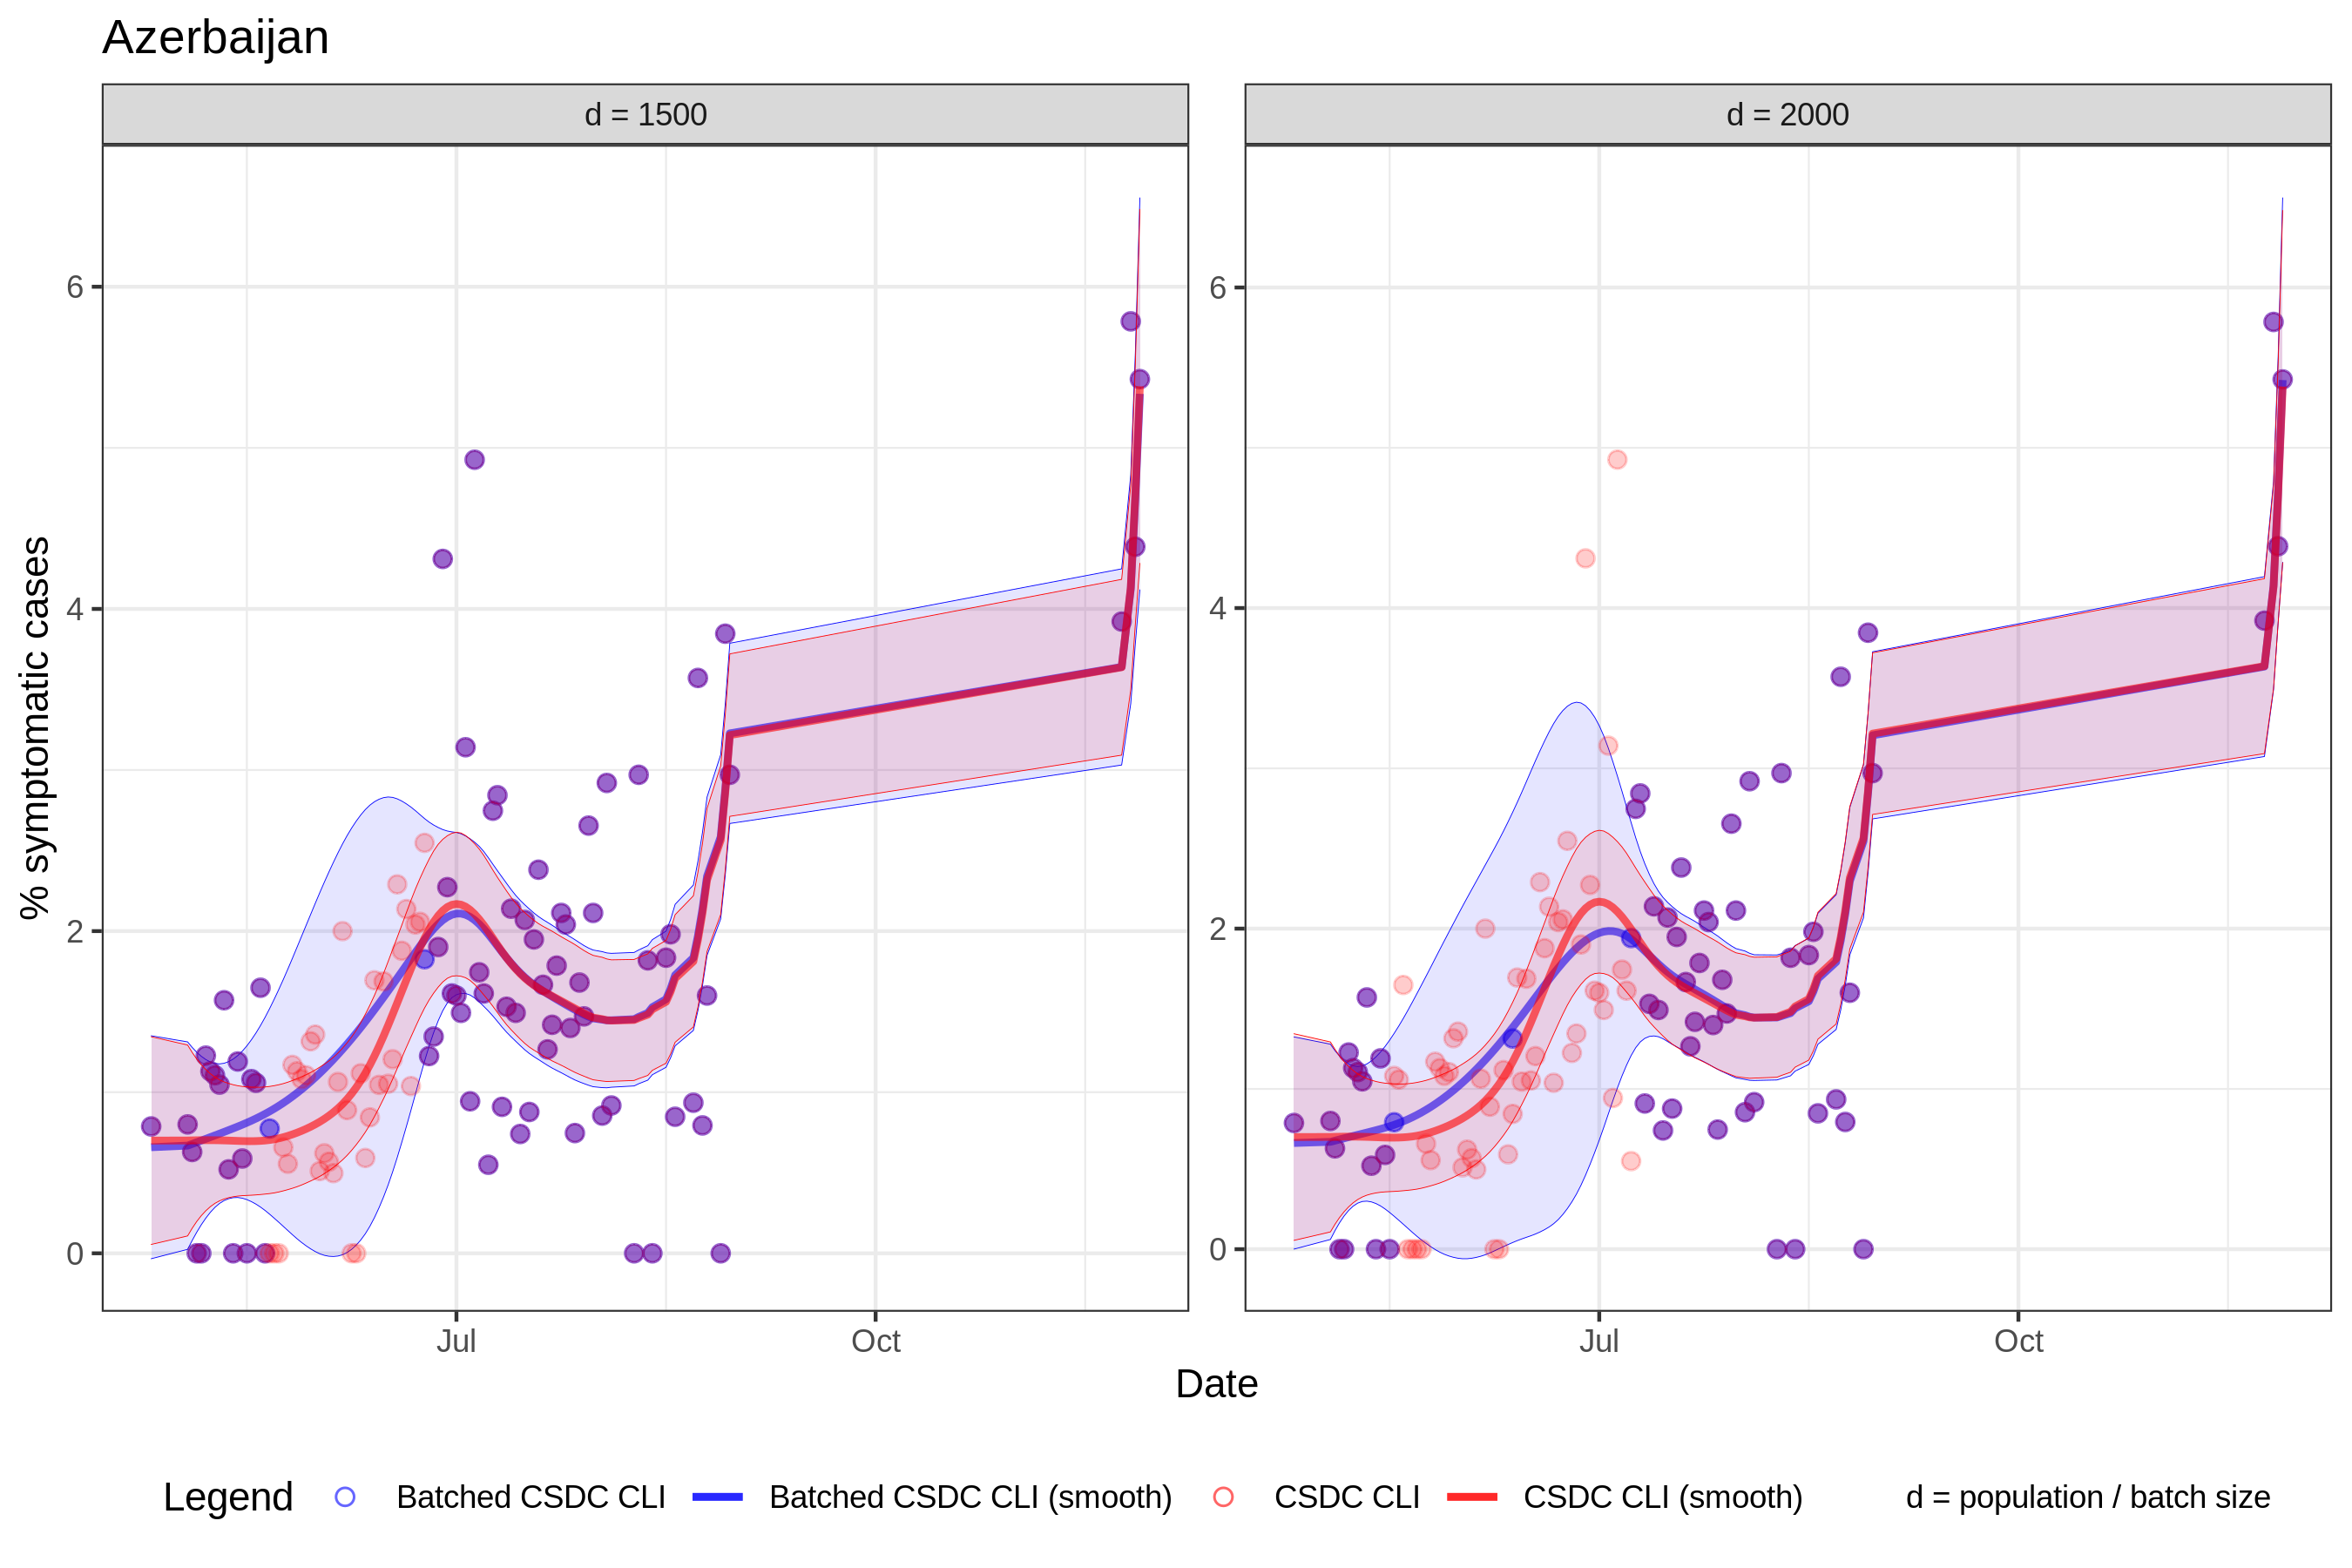 Azerbaijan
d = 1500
d = 2000
% symptomatic cases
6
4
2
0
6
4
2
0
Jul
Oct
Jul
Oct
Date
Legend
Batched CSDC CLI
Batched CSDC CLI (smooth)
CSDC CLI
CSDC CLI (smooth)
d = population / batch size